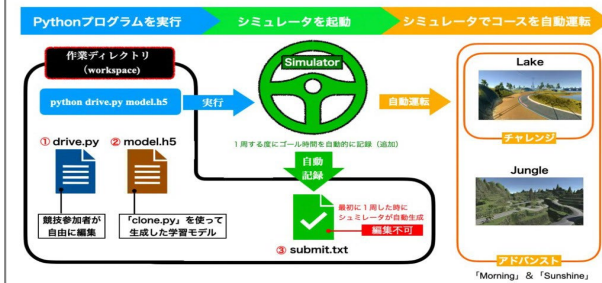 Pythonプログラムを実行
シミュレータを起動
シミュレータでコースを自動運転
作業ディレクトリ
(workspace)
python drive.py model.h5
実行
Simulator
自動運転
1周する度にゴール時間を自動的に記録（追加）
① drive.py
② model.h5
競技参加者が
自由に編集
「clone.py」を使って
生成した学習モデル
自動
記録
最初に1周した時に
シュミレータが自動生成
編集不可
③ submit.txt
Lake
チャレンジ
Jungle
アドバンスト
「Morning」 & 「Sunshine」